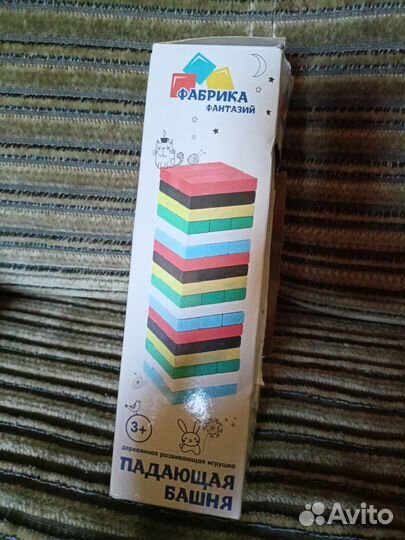 ФАБРИКА
ФАНТАЗИЙ
3+
деревянная развивающая игрушка
ПАДАЮЩАЯ
БАШНЯ
Avito